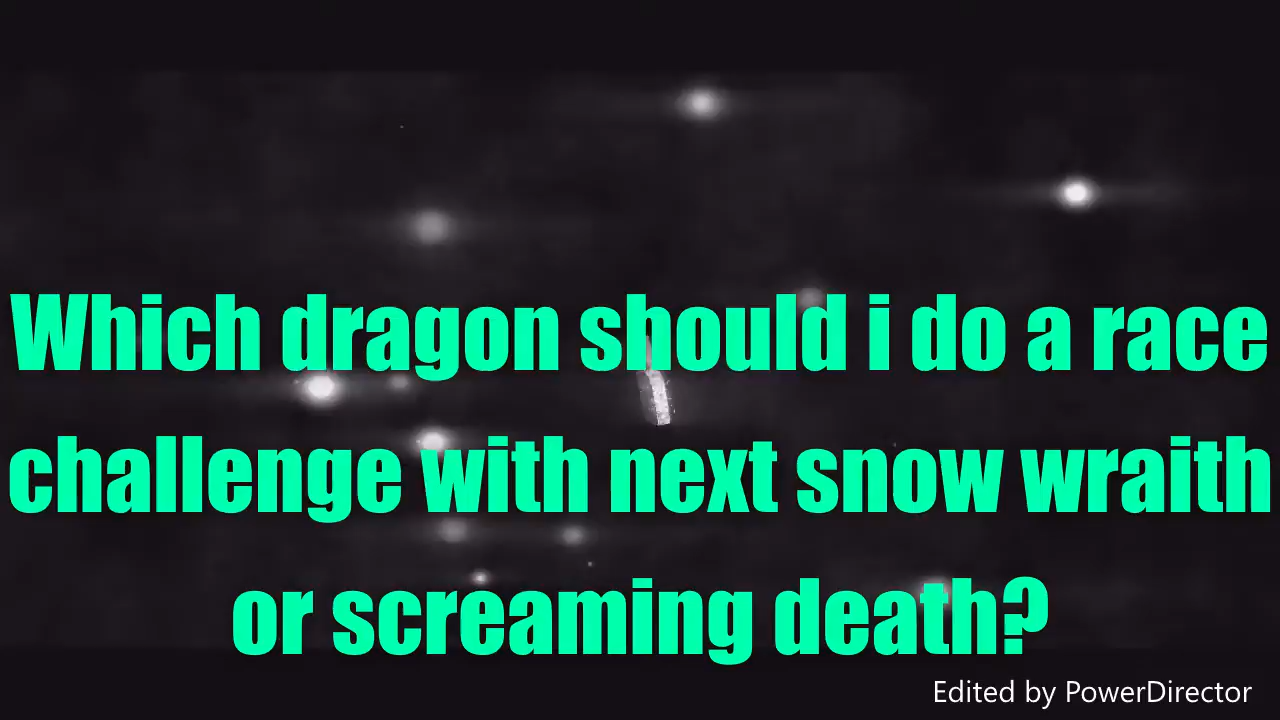 Which dragon should i do a race
challenge with next snow wraith
or screaming death?
Edited by PowerDirector